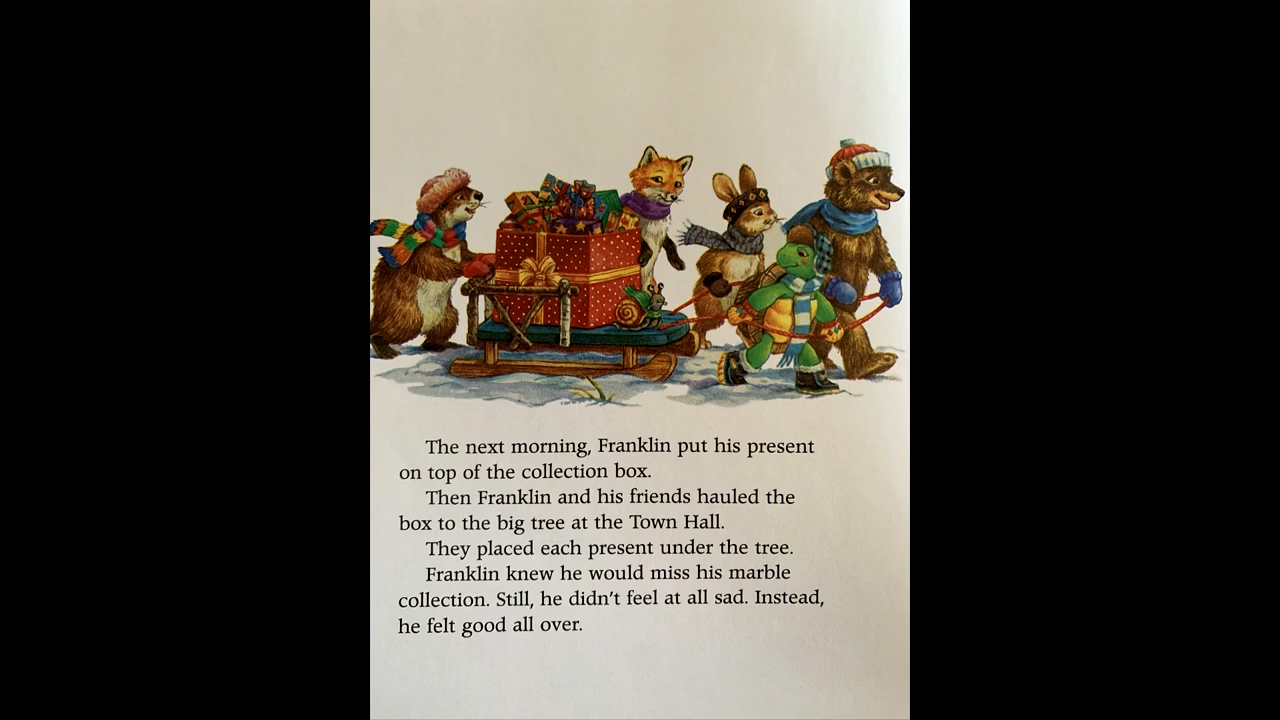 The next morning, Franklin put his present
on top of the collection box.
Then Franklin and his friends hauled the
box to the big tree at the Town Hall.
They placed each present under the tree.
Franklin knew he would miss his marble
collection. Still, he didn’t feel at all sad. Instead,
he felt good all over.